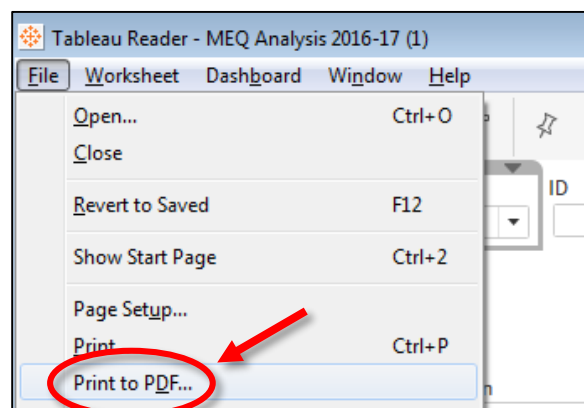 Tableau Reader - MEQ Analysis 2016-17 (1)
File Worksheet Dashboard Window Help
Open... Ctrl+O
Close
ID
Revert to Saved F12
Show Start Page Ctrl+2
Page Setup...
Print... Ctrl+P
Print to PDF...